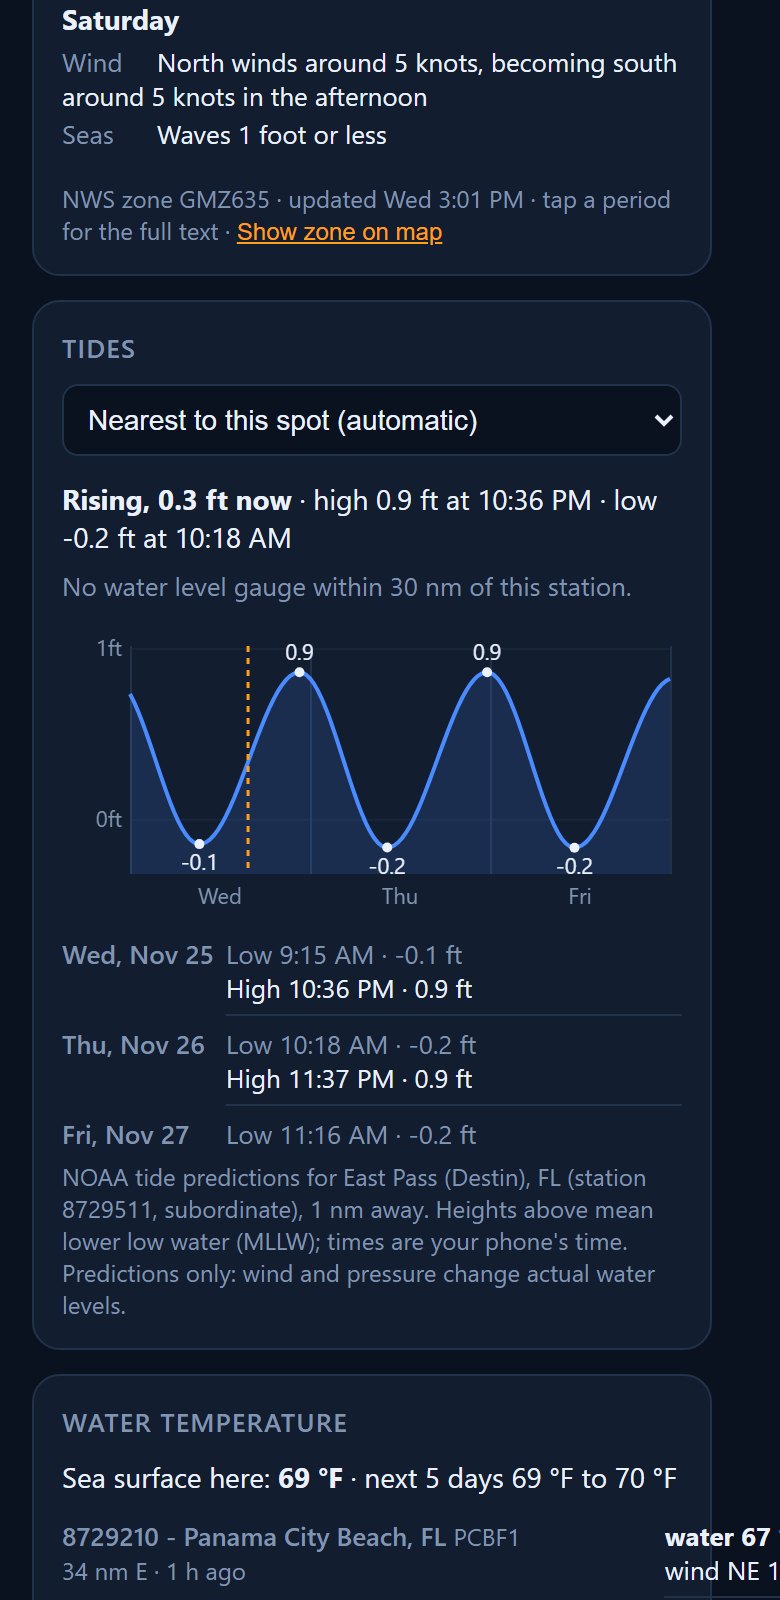 Saturday
Wind North winds around 5 knots, becoming south
around 5 knots in the afternoon
Seas Waves 1 foot or less
NWS zone GMZ635 · updated Wed 3:01 PM · tap a period
for the full text · Show zone on map
TIDES
Nearest to this spot (automatic)
Rising, 0.3 ft now · high 0.9 ft at 10:36 PM · low
-0.2 ft at 10:18 AM
No water level gauge within 30 nm of this station.
1ft 0.9 0.9
0ft
-0.1 -0.2 -0.2
Wed Thu Fri
Wed, Nov 25 Low 9:15 AM · -0.1 ft
High 10:36 PM · 0.9 ft
Thu, Nov 26 Low 10:18 AM · -0.2 ft
High 11:37 PM · 0.9 ft
Fri, Nov 27 Low 11:16 AM · -0.2 ft
NOAA tide predictions for East Pass (Destin), FL (station
8729511, subordinate), 1 nm away. Heights above mean
lower low water (MLLW); times are your phone's time.
Predictions only: wind and pressure change actual water
levels.
WATER TEMPERATURE
Sea surface here: 69 °F · next 5 days 69 °F to 70 °F
8729210 - Panama City Beach, FL PCBF1 water 67
34 nm E · 1 h ago wind NE 1